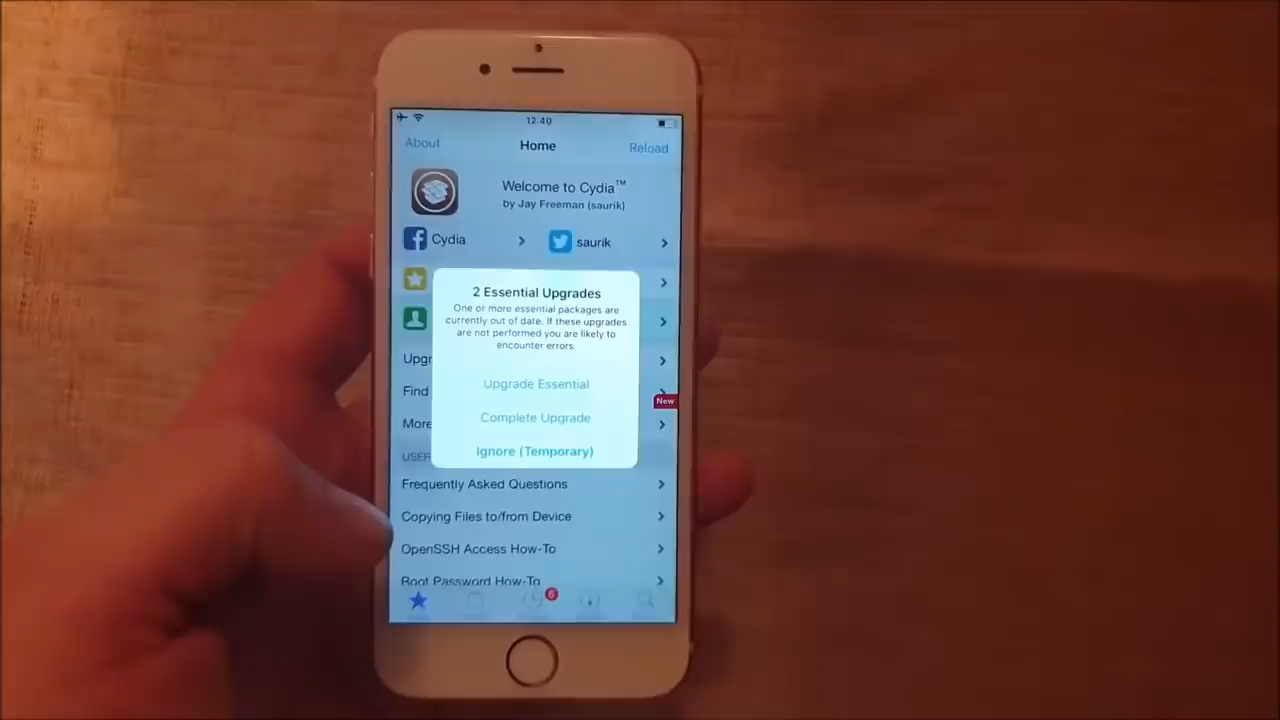 12:40
About
Home
Reload
Welcome to Cydia™
by Jay Freeman (saurik)
Cydia
saurik
2 Essential Upgrades
One or more essential packages are
currently out of date. If these upgrades
are not performed you are likely to
encounter errors.
Upgrade Essential
Complete Upgrade
Ignore (Temporary)
Upgr
Find
New
More
USER
Frequently Asked Questions
Copying Files to/from Device
OpenSSH Access How-To
Root Password How-To
6